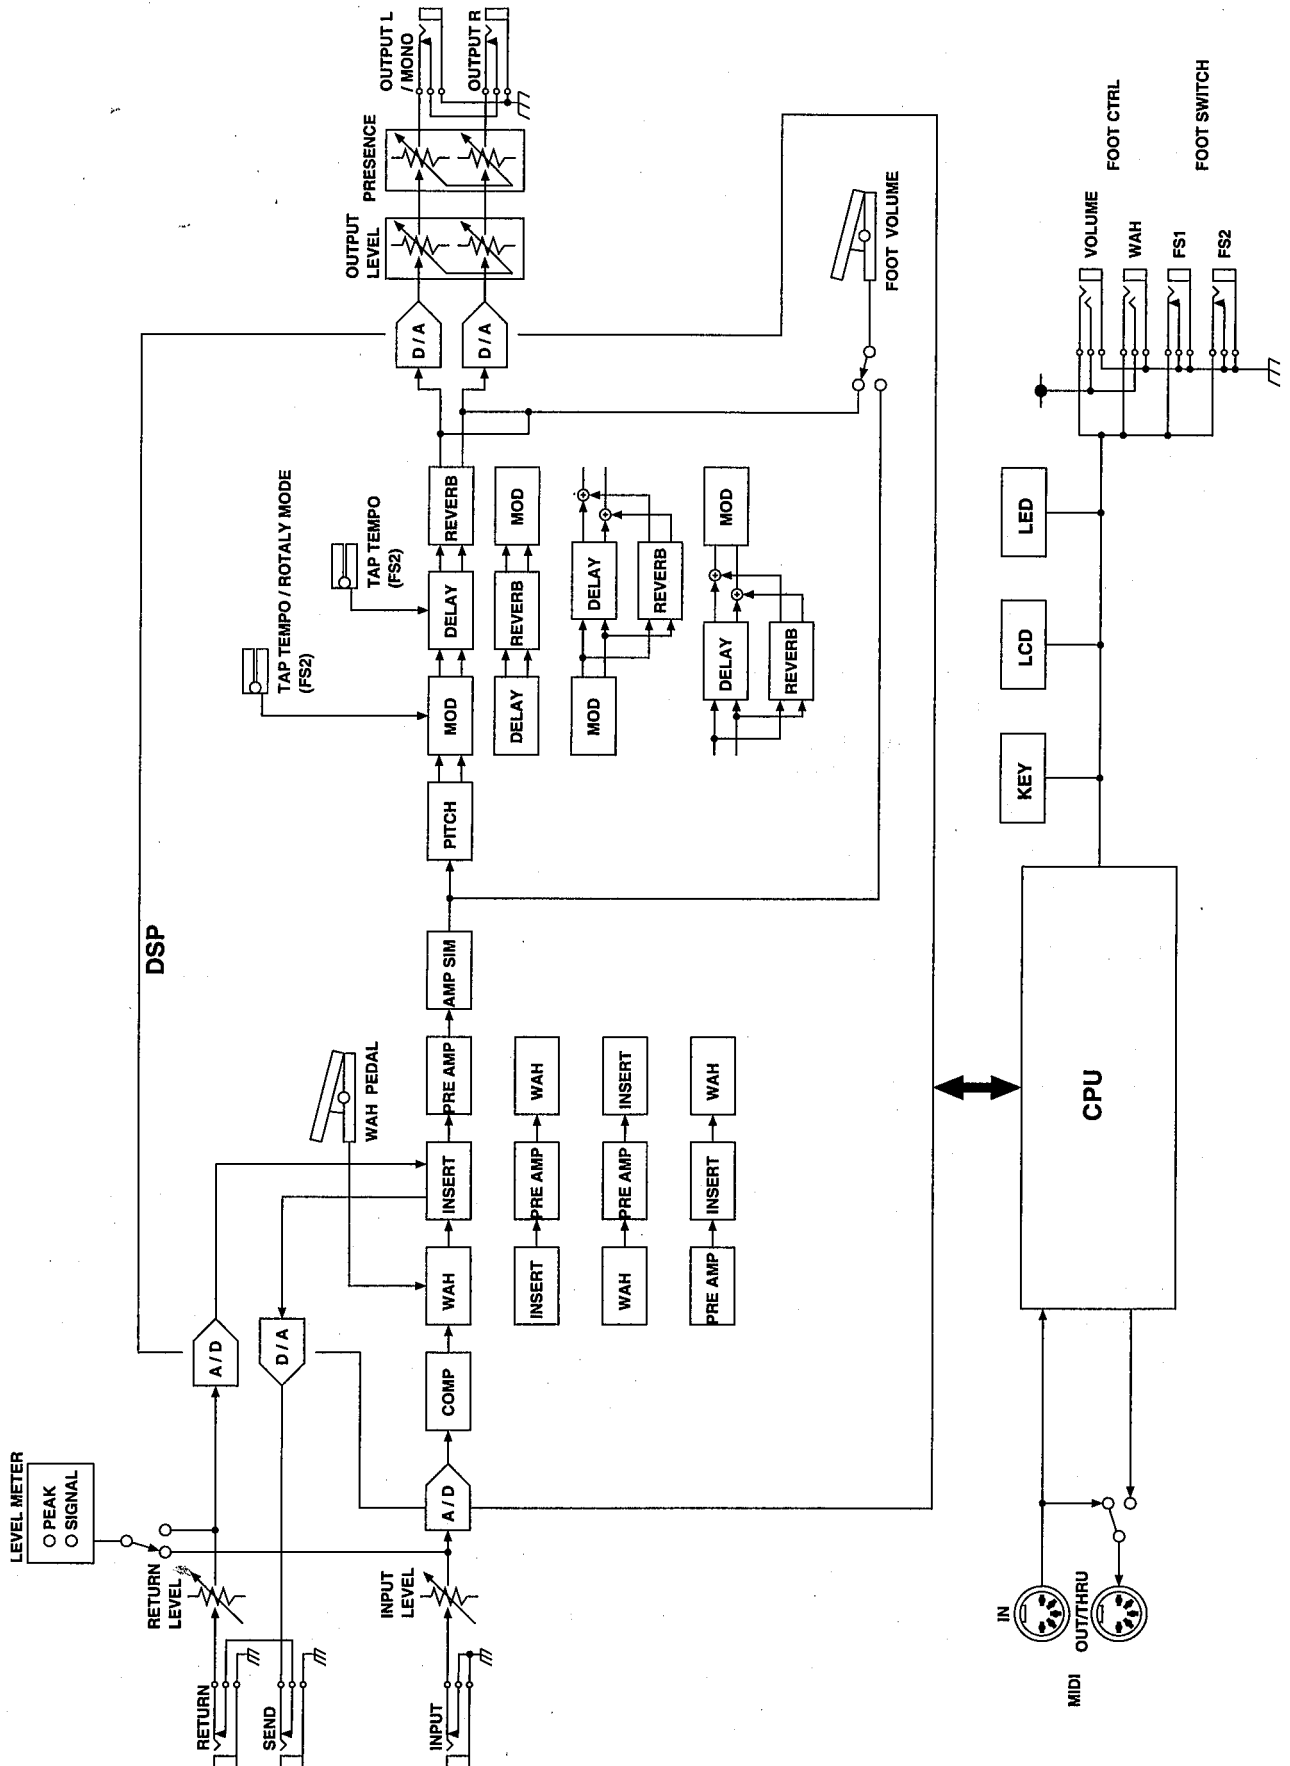 LEVEL METER
PEAK
SIGNAL
RETURN
LEVEL
RETURN
SEND
INPUT
LEVEL
INPUT
A / D
D / A
A / D
DSP
WAH PEDAL
COMP
WAH
INSERT
PRE AMP
AMP SIM
PITCH
MOD
DELAY
REVERB
INSERT
PRE AMP
WAH
WAH
PRE AMP
INSERT
PRE AMP
INSERT
WAH
TAP TEMPO / ROTALY MODE
(FS2)
TAP TEMPO
(FS2)
DELAY
REVERB
MOD
MOD
DELAY
REVERB
DELAY
REVERB
MOD
D / A
D / A
OUTPUT
LEVEL
PRESENCE
OUTPUT L
/ MONO
OUTPUT R
FOOT VOLUME
MIDI
IN
OUT/THRU
CPU
KEY
LCD
LED
VOLUME
WAH
FS1
FS2
FOOT CTRL
FOOT SWITCH